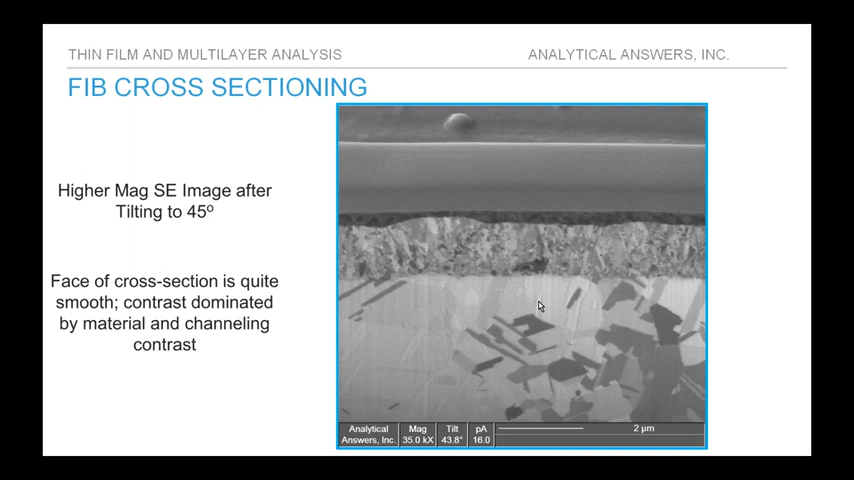 THIN FILM AND MULTILAYER ANALYSIS
ANALYTICAL ANSWERS, INC.
FIB CROSS SECTIONING
Higher Mag SE Image after
Tilting to 45º
Face of cross-section is quite
smooth; contrast dominated
by material and channeling
contrast
Analytical Mag Tilt pA 2 µm
Answers, Inc. 35.0 kX 43.8° 16.0